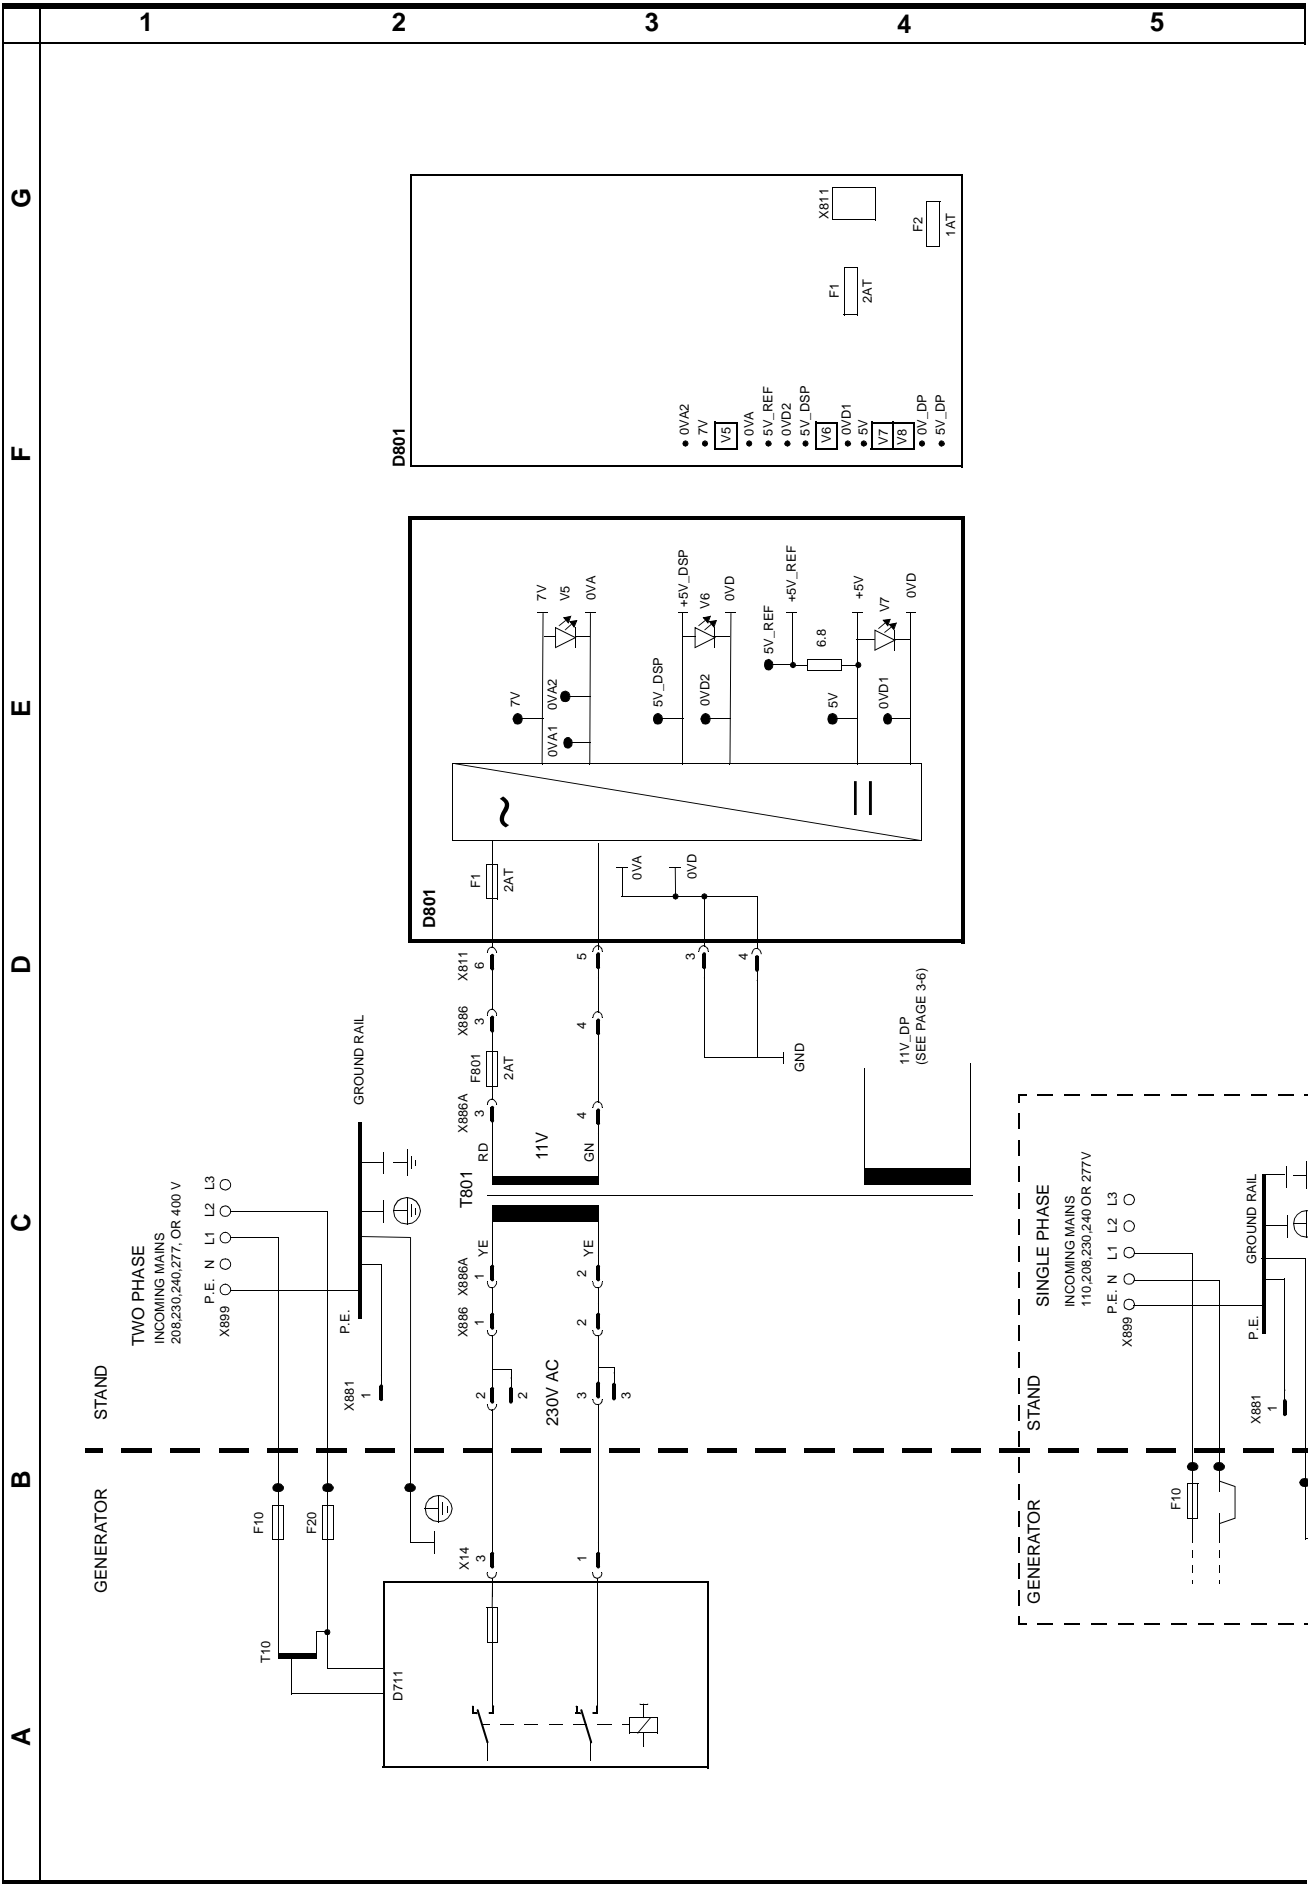 1
2
3
4
5
G
F
E
D
C
B
A
D801
X811
F2
1AT
F1
2AT
0VA2
7V
V5
0VA
5V_REF
0VD2
5V_DSP
V6
0VD1
5V
V7
V8
0V_DP
5V_DP
D801
7V
V5
0VA
+5V_DSP
V6
0VD
+5V_REF
+5V
V7
0VD
5V_REF
6.8
7V
0VA2
0VA1
5V_DSP
0VD2
5V
0VD1
~
F1
2AT
0VA
0VD
X811
6
5
3
4
X886
3
4
F801
2AT
GND
11V_DP
(SEE PAGE 3-6)
X886A
3
4
RD
11V
GN
T801
YE
YE
X886A
1
2
X886
1
2
2
2
230V AC
3
3
X14
3
1
D711
T10
F10
F20
GENERATOR
STAND
TWO PHASE
INCOMING MAINS
208,230,240,277, OR 400 V
X899
P.E.
N
L1
L2
L3
GROUND RAIL
P.E.
X881
1
SINGLE PHASE
INCOMING MAINS
110,208,230,240 OR 277V
X899
P.E.
N
L1
L2
L3
GROUND RAIL
P.E.
X881
1
STAND
GENERATOR
F10